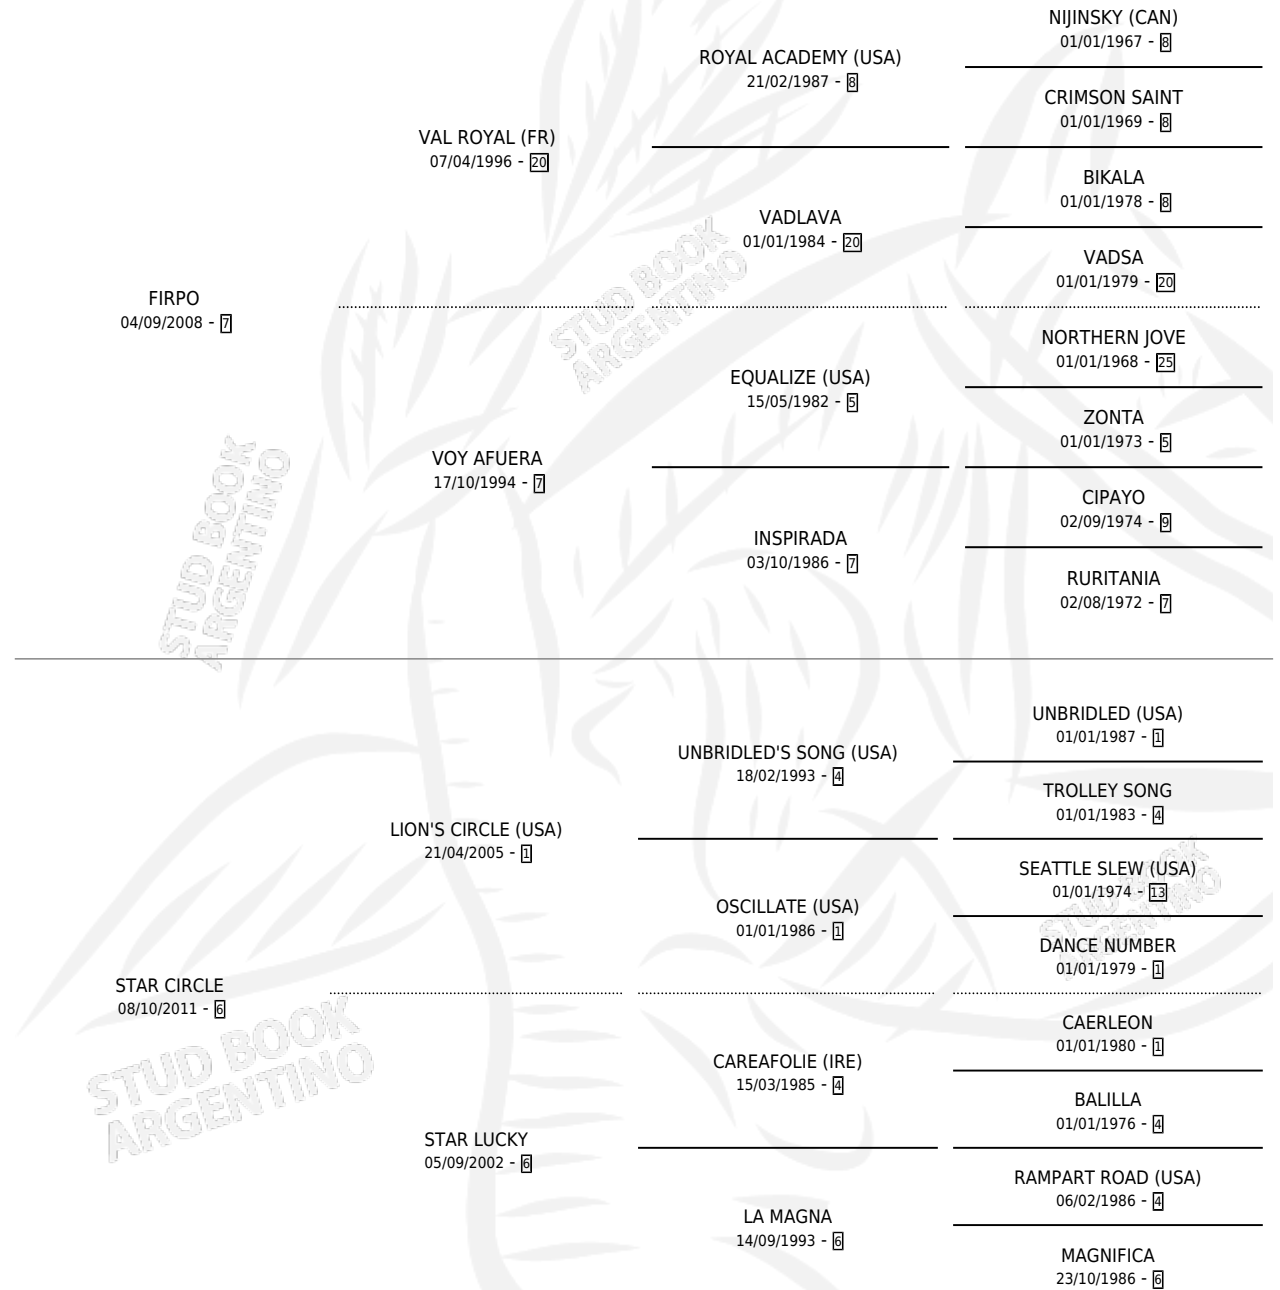 NIJINSKY (CAN)
01/01/1967 - 8
ROYAL ACADEMY (USA)
21/02/1987 - 8
CRIMSON SAINT
01/01/1969 - 8
VAL ROYAL (FR)
07/04/1996 - 20
BIKALA
01/01/1978 - 8
VADLAVA
01/01/1984 - 20
VADSA
01/01/1979 - 20
FIRPO
04/09/2008 - 7
NORTHERN JOVE
01/01/1968 - 25
EQUALIZE (USA)
15/05/1982 - 5
ZONTA
01/01/1973 - 5
VOY AFUERA
17/10/1994 - 7
CIPAYO
02/09/1974 - 9
INSPIRADA
03/10/1986 - 7
RURITANIA
02/08/1972 - 7
UNBRIDLED (USA)
01/01/1987 - 1
UNBRIDLED'S SONG (USA)
18/02/1993 - 4
TROLLEY SONG
01/01/1983 - 4
LION'S CIRCLE (USA)
21/04/2005 - 1
SEATTLE SLEW (USA)
01/01/1974 - 13
OSCILLATE (USA)
01/01/1986 - 1
DANCE NUMBER
01/01/1979 - 1
STAR CIRCLE
08/10/2011 - 6
CAERLEON
01/01/1980 - 1
CAREAFOLIE (IRE)
15/03/1985 - 4
BALILLA
01/01/1976 - 4
STAR LUCKY
05/09/2002 - 6
RAMPART ROAD (USA)
06/02/1986 - 4
LA MAGNA
14/09/1993 - 6
MAGNIFICA
23/10/1986 - 6
STUD BOOK
ARGENTINO
STUD BOOK
ARGENTINO
STUD BOOK
ARGENTINO
STUD BOOK
ARGENTINO